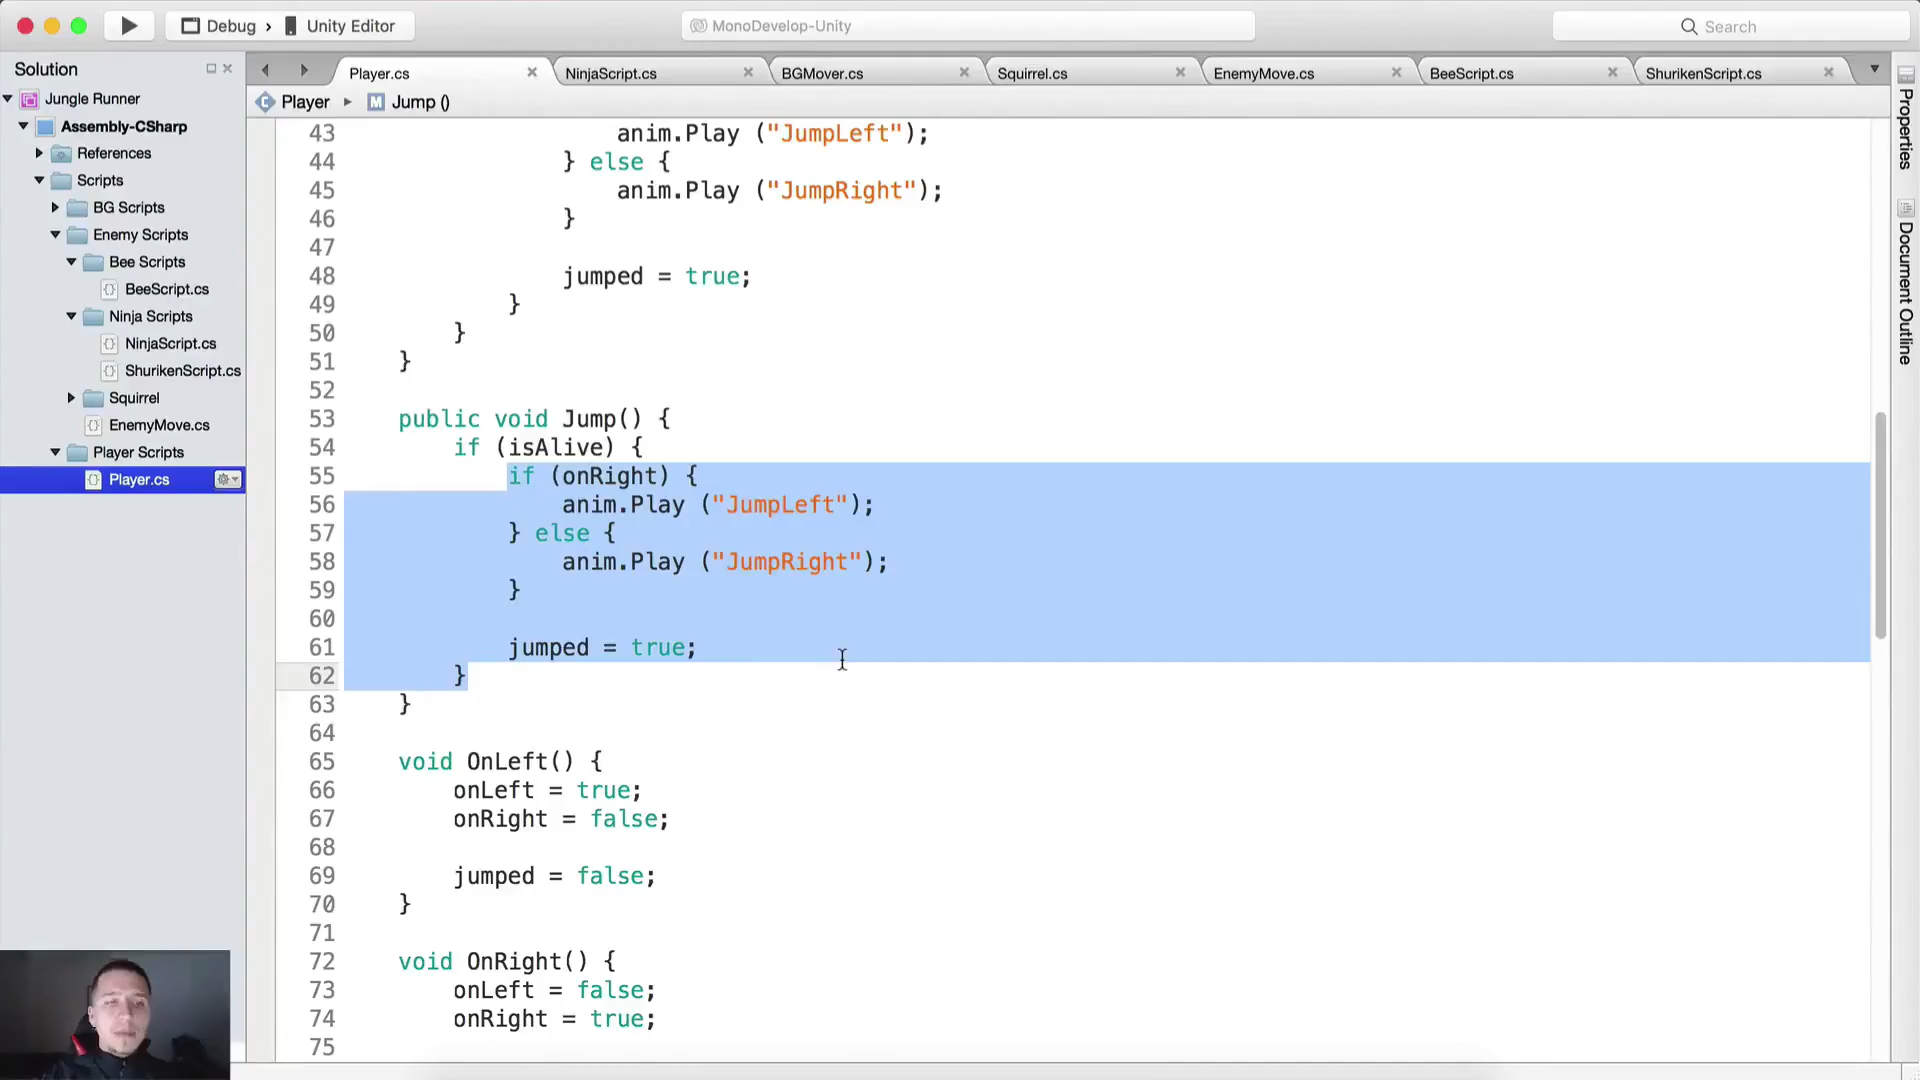 Debug › Unity Editor
MonoDevelop-Unity
Search
Solution
Jungle Runner
Assembly-CSharp
References
Scripts
BG Scripts
Enemy Scripts
Bee Scripts
BeeScript.cs
Ninja Scripts
NinjaScript.cs
ShurikenScript.cs
Squirrel
EnemyMove.cs
Player Scripts
Player.cs
Player.cs
NinjaScript.cs
BGMover.cs
Squirrel.cs
EnemyMove.cs
BeeScript.cs
ShurikenScript.cs
C Player ▸ M Jump ()
43 anim.Play ("JumpLeft");
44 } else {
45 anim.Play ("JumpRight");
46 }
47
48 jumped = true;
49 }
50 }
51 }
52
53 public void Jump() {
54 if (isAlive) {
55 if (onRight) {
56 anim.Play ("JumpLeft");
57 } else {
58 anim.Play ("JumpRight");
59 }
60
61 jumped = true;
62 }
63 }
64
65 void OnLeft() {
66 onLeft = true;
67 onRight = false;
68
69 jumped = false;
70 }
71
72 void OnRight() {
73 onLeft = false;
74 onRight = true;
75
Properties
Document Outline